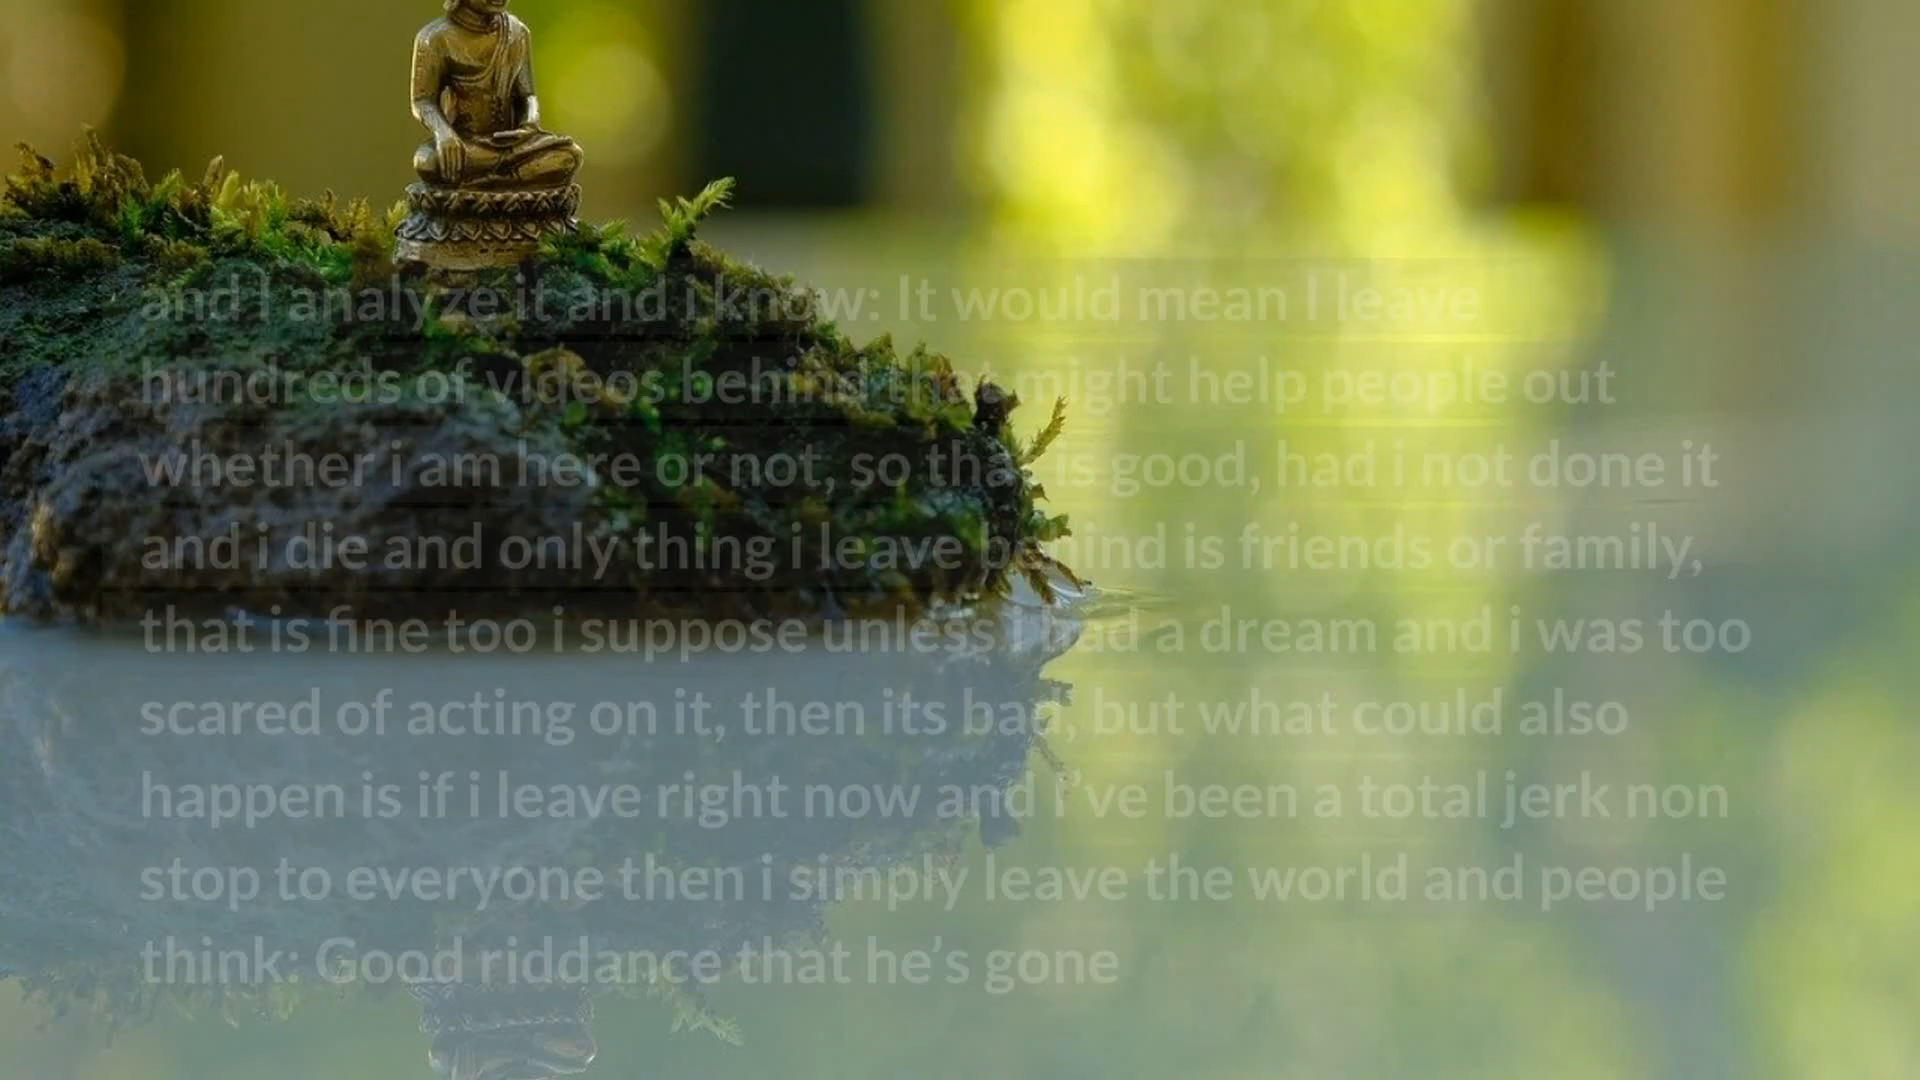 and I analyze it and i know: It would mean I leave
hundreds of videos behind that might help people out
whether i am here or not, so that is good, had i not done it
and i die and only thing i leave behind is friends or family,
that is fine too i suppose unless i had a dream and i was too
scared of acting on it, then its bad, but what could also
happen is if i leave right now and i’ve been a total jerk non
stop to everyone then i simply leave the world and people
think: Good riddance that he’s gone